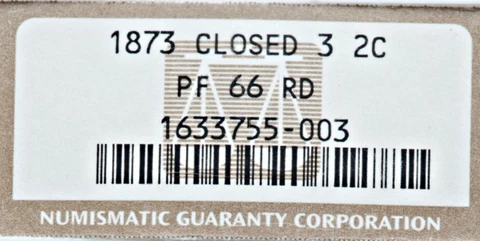 1873 CLOSED 3 2C
PF 66 RD
1633755-003
NUMISMATIC GUARANTY CORPORATION